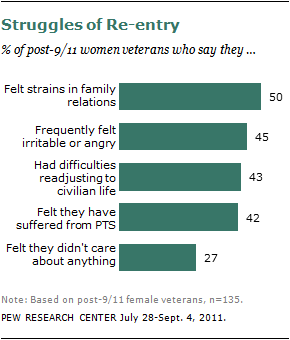 Struggles of Re-entry
% of post-9/11 women veterans who say they ...
Felt strains in family
relations
50
Frequently felt
irritable or angry
45
Had difficulties
readjusting to
civilian life
43
Felt they have
suffered from PTS
42
Felt they didn't care
about anything
27
Note: Based on post-9/11 female veterans, n=135.
PEW RESEARCH CENTER July 28-Sept. 4, 2011.